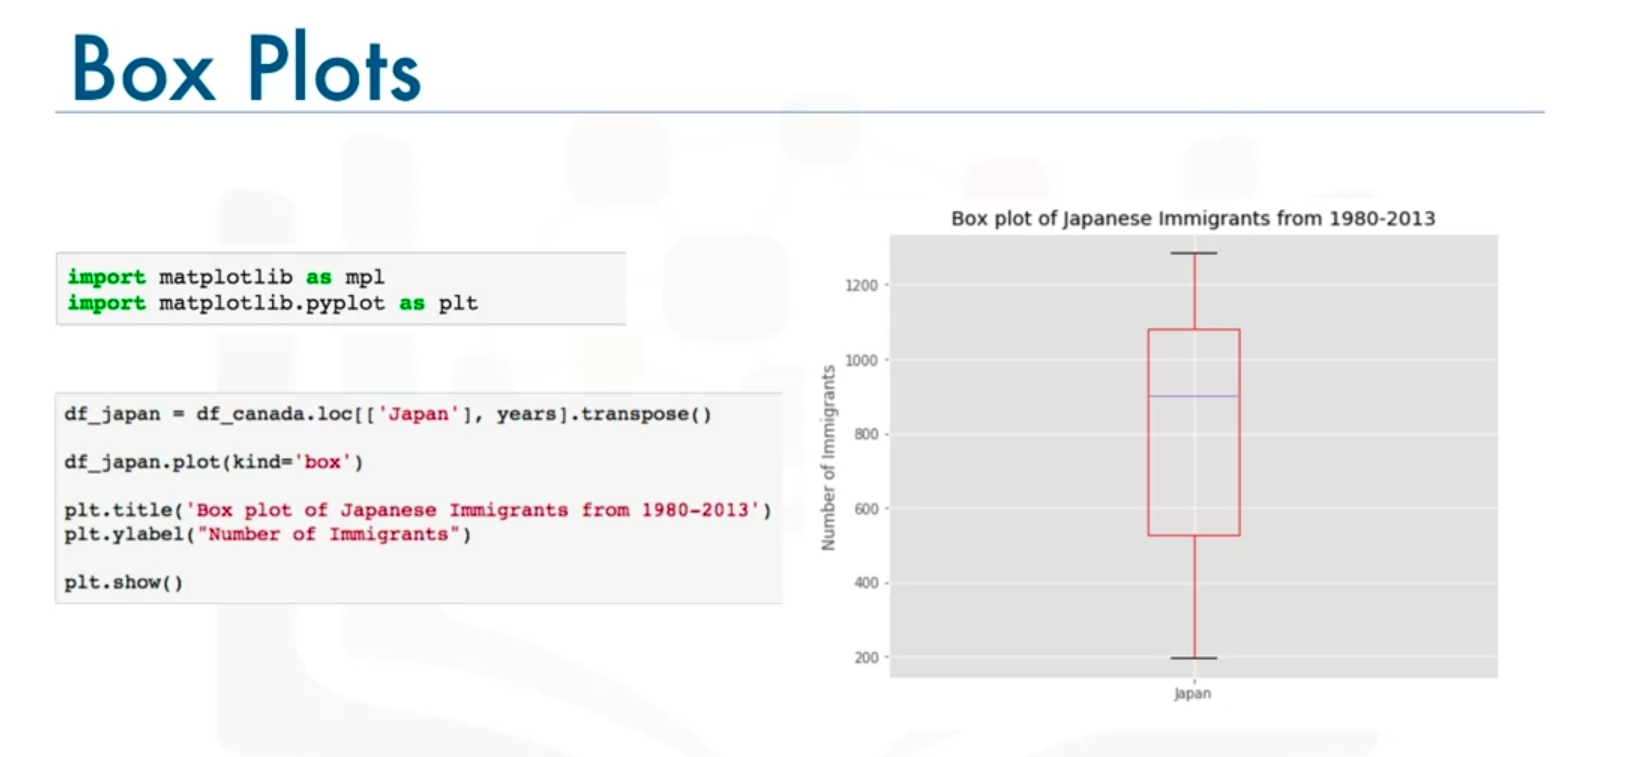 Box Plots
import matplotlib as mpl
import matplotlib.pyplot as plt
df_japan = df_canada.loc[['Japan'], years].transpose()
df_japan.plot(kind='box')
plt.title('Box plot of Japanese Immigrants from 1980-2013')
plt.ylabel("Number of Immigrants")
plt.show()
Box plot of Japanese Immigrants from 1980-2013
Number of Immigrants
1200
1000
800
600
400
200
Japan